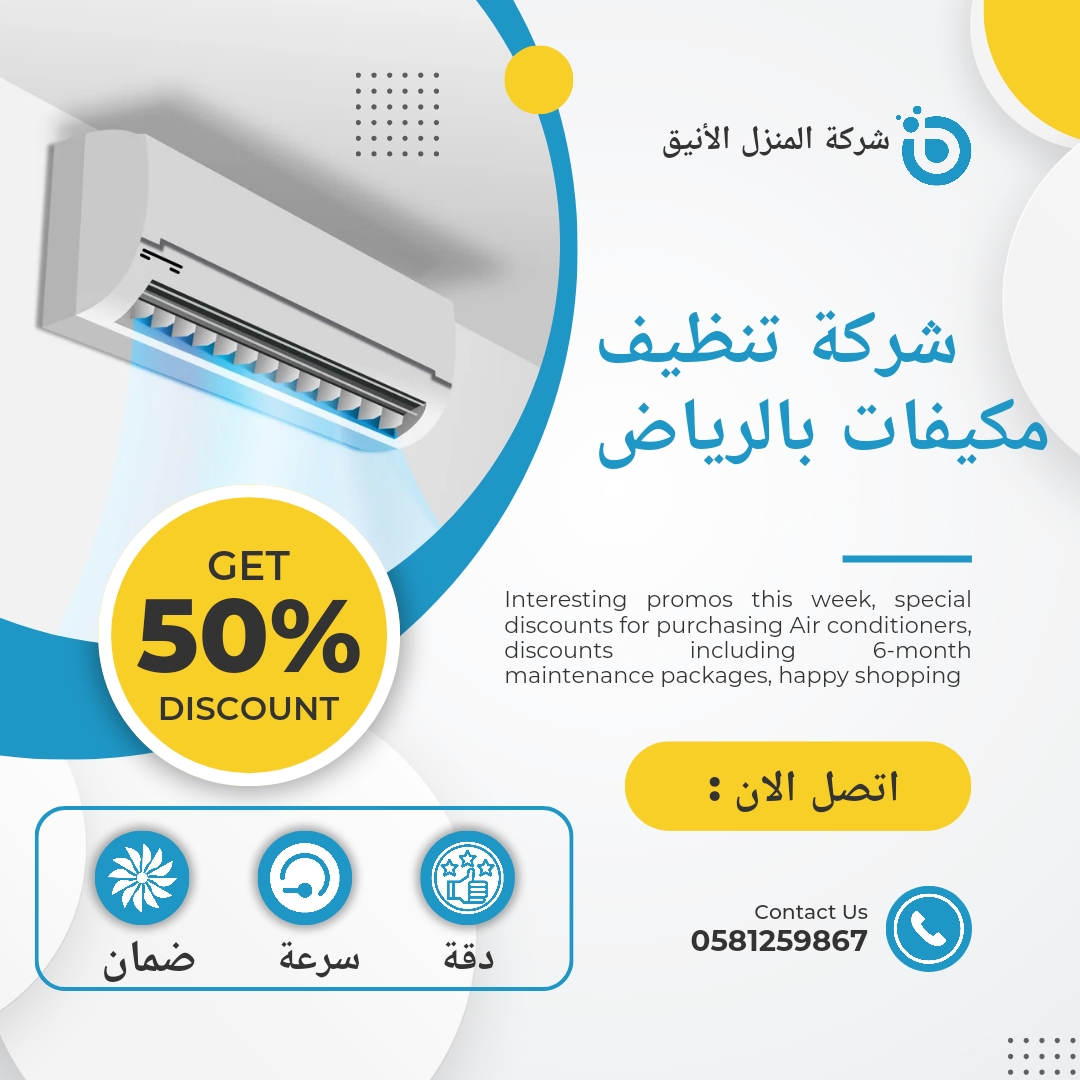 شركة المنزل الأنيق
شركة تنظيف
مكيفات بالرياض
GET
50%
DISCOUNT
Interesting promos this week, special
discounts for purchasing Air conditioners,
discounts including 6-month
maintenance packages, happy shopping
اتصل الان :
دقة
سرعة
ضمان
Contact Us
0581259867